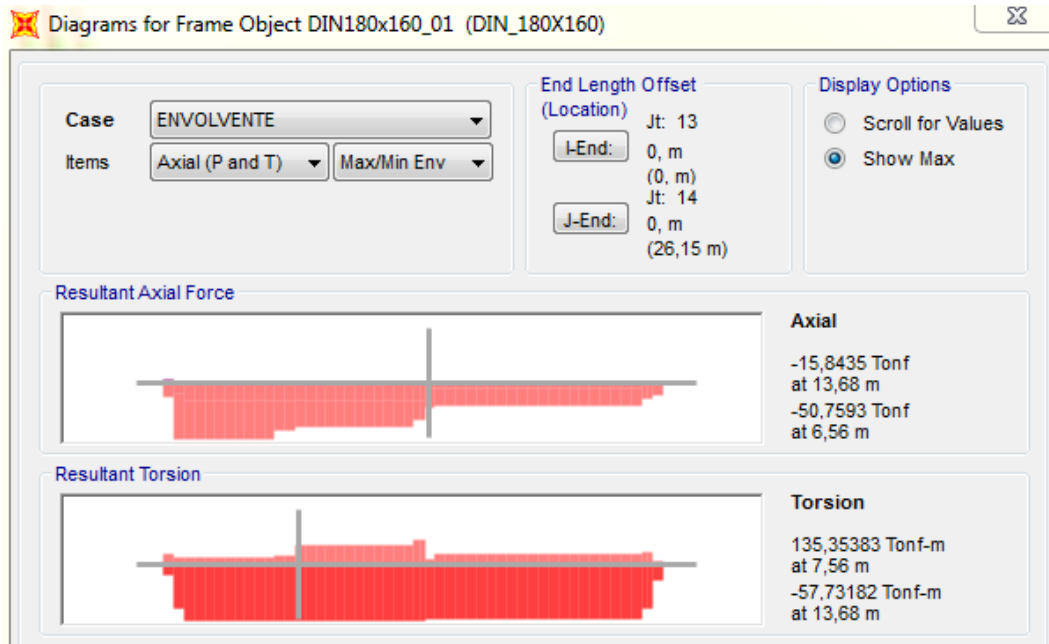 Diagrams for Frame Object DIN180x160_01 (DIN_180X160)
Case
ENVOLVENTE
Items
Axial (P and T)
Max/Min Env
End Length Offset
(Location)
I-End:
Jt: 13
0, m
(0, m)
J-End:
Jt: 14
0, m
(26,15 m)
Display Options
Scroll for Values
Show Max
Resultant Axial Force
Axial
-15,8435 Tonf
at 13,68 m
-50,7593 Tonf
at 6,56 m
Resultant Torsion
Torsion
135,35383 Tonf-m
at 7,56 m
-57,73182 Tonf-m
at 13,68 m